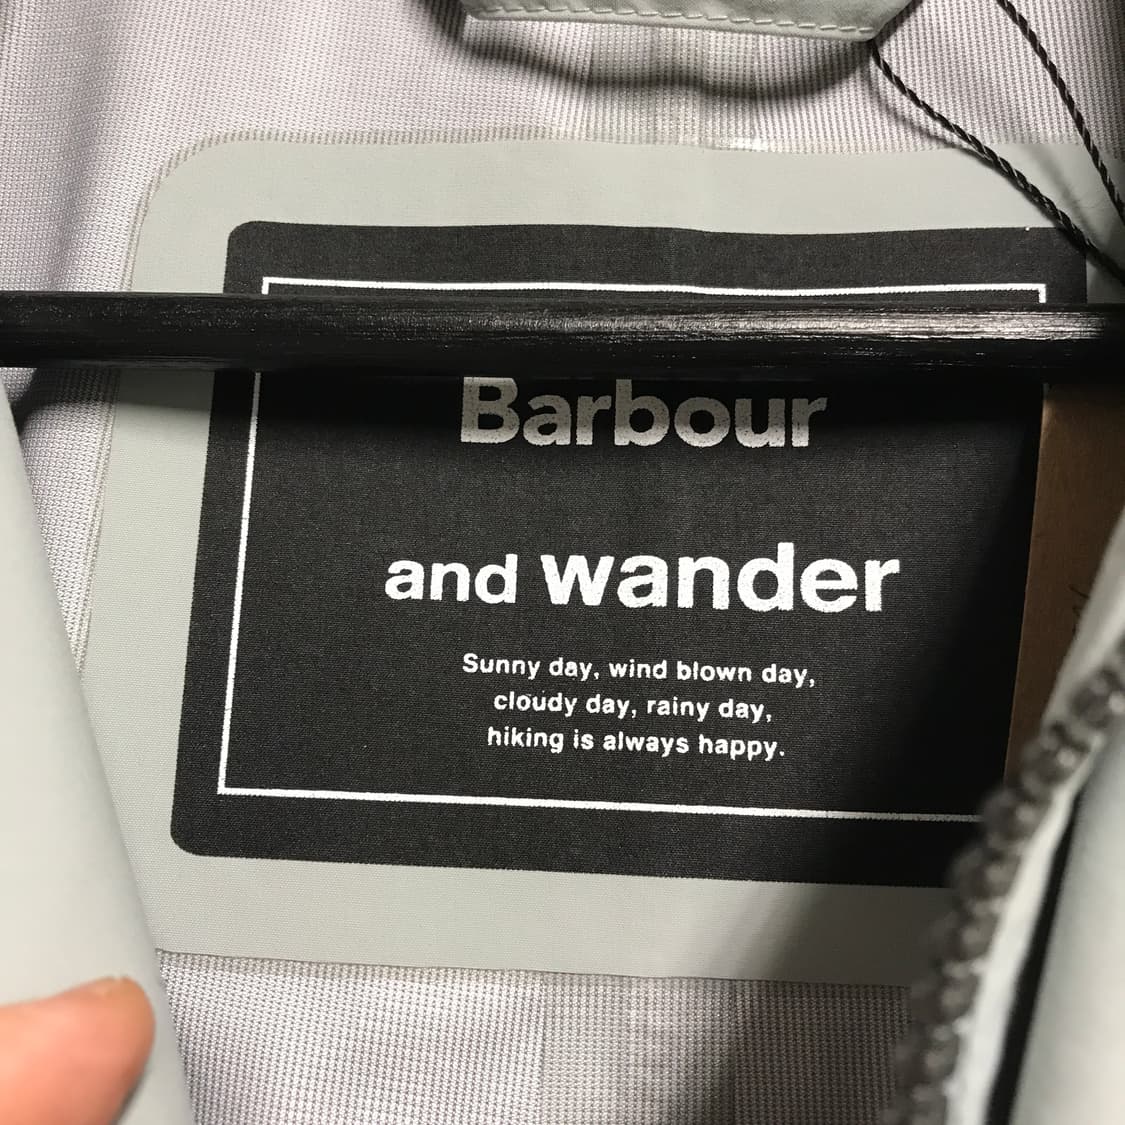 Barbour
and wander
Sunny day, wind blown day,
cloudy day, rainy day,
hiking is always happy.